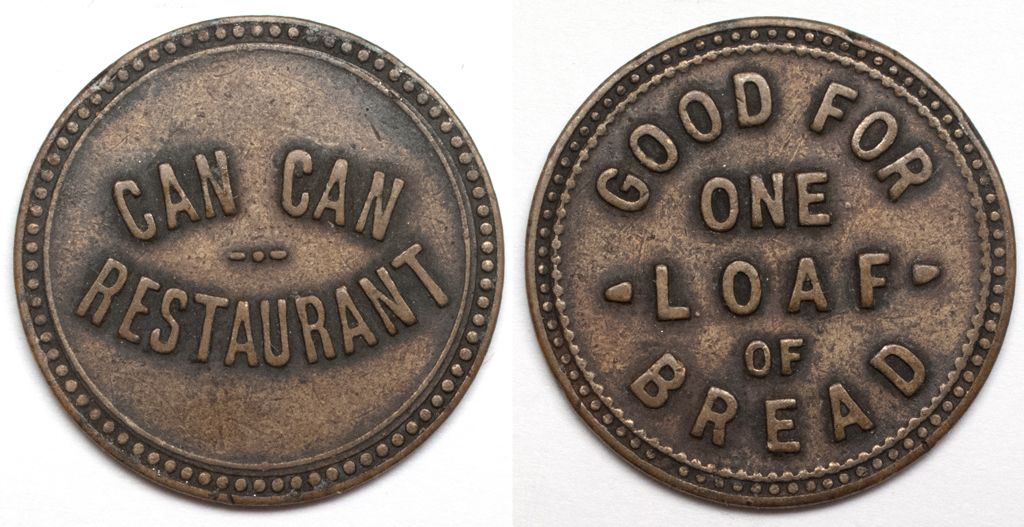 CAN CAN
RESTAURANT
GOOD FOR
ONE
LOAF
OF
BREAD